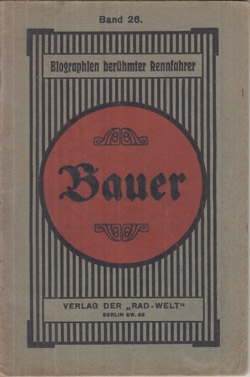 Band 26.
Biographien berühmter Rennfahrer
Bauer
VERLAG DER „RAD-WELT“
BERLIN SW. 68